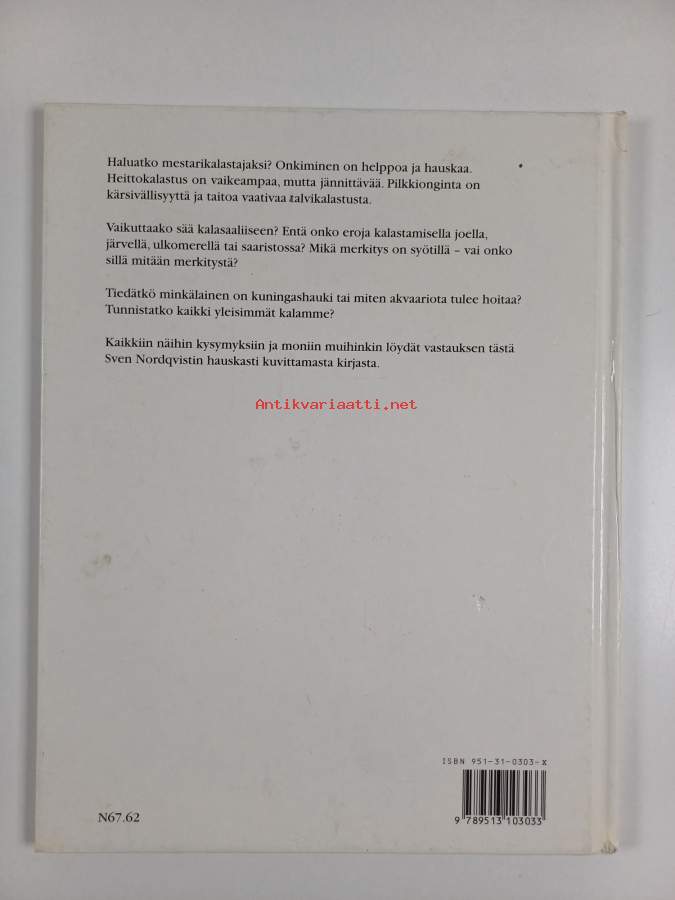 Haluatko mestarikalastajaksi? Onkiminen on helppoa ja hauskaa.
Heittokalastus on vaikeampaa, mutta jännittävää. Pilkkionginta on
kärsivällisyyttä ja taitoa vaativaa talvikalastusta.
Vaikuttaako sää kalasaaliiseen? Entä onko eroja kalastamisella joella,
järvellä, ulkomerellä tai saaristossa? Mikä merkitys on syötillä – vai onko
sillä mitään merkitystä?
Tiedätkö minkälainen on kuningashauki tai miten akvaariota tulee hoitaa?
Tunnistatko kaikki yleisimmät kalamme?
Kaikkiin näihin kysymyksiin ja moniin muihinkin löydät vastauksen tästä
Sven Nordqvistin hauskasti kuvittamasta kirjasta.
Antikvariaatti.net
ISBN 951-31-0303-X
9 789513 103033
N67.62